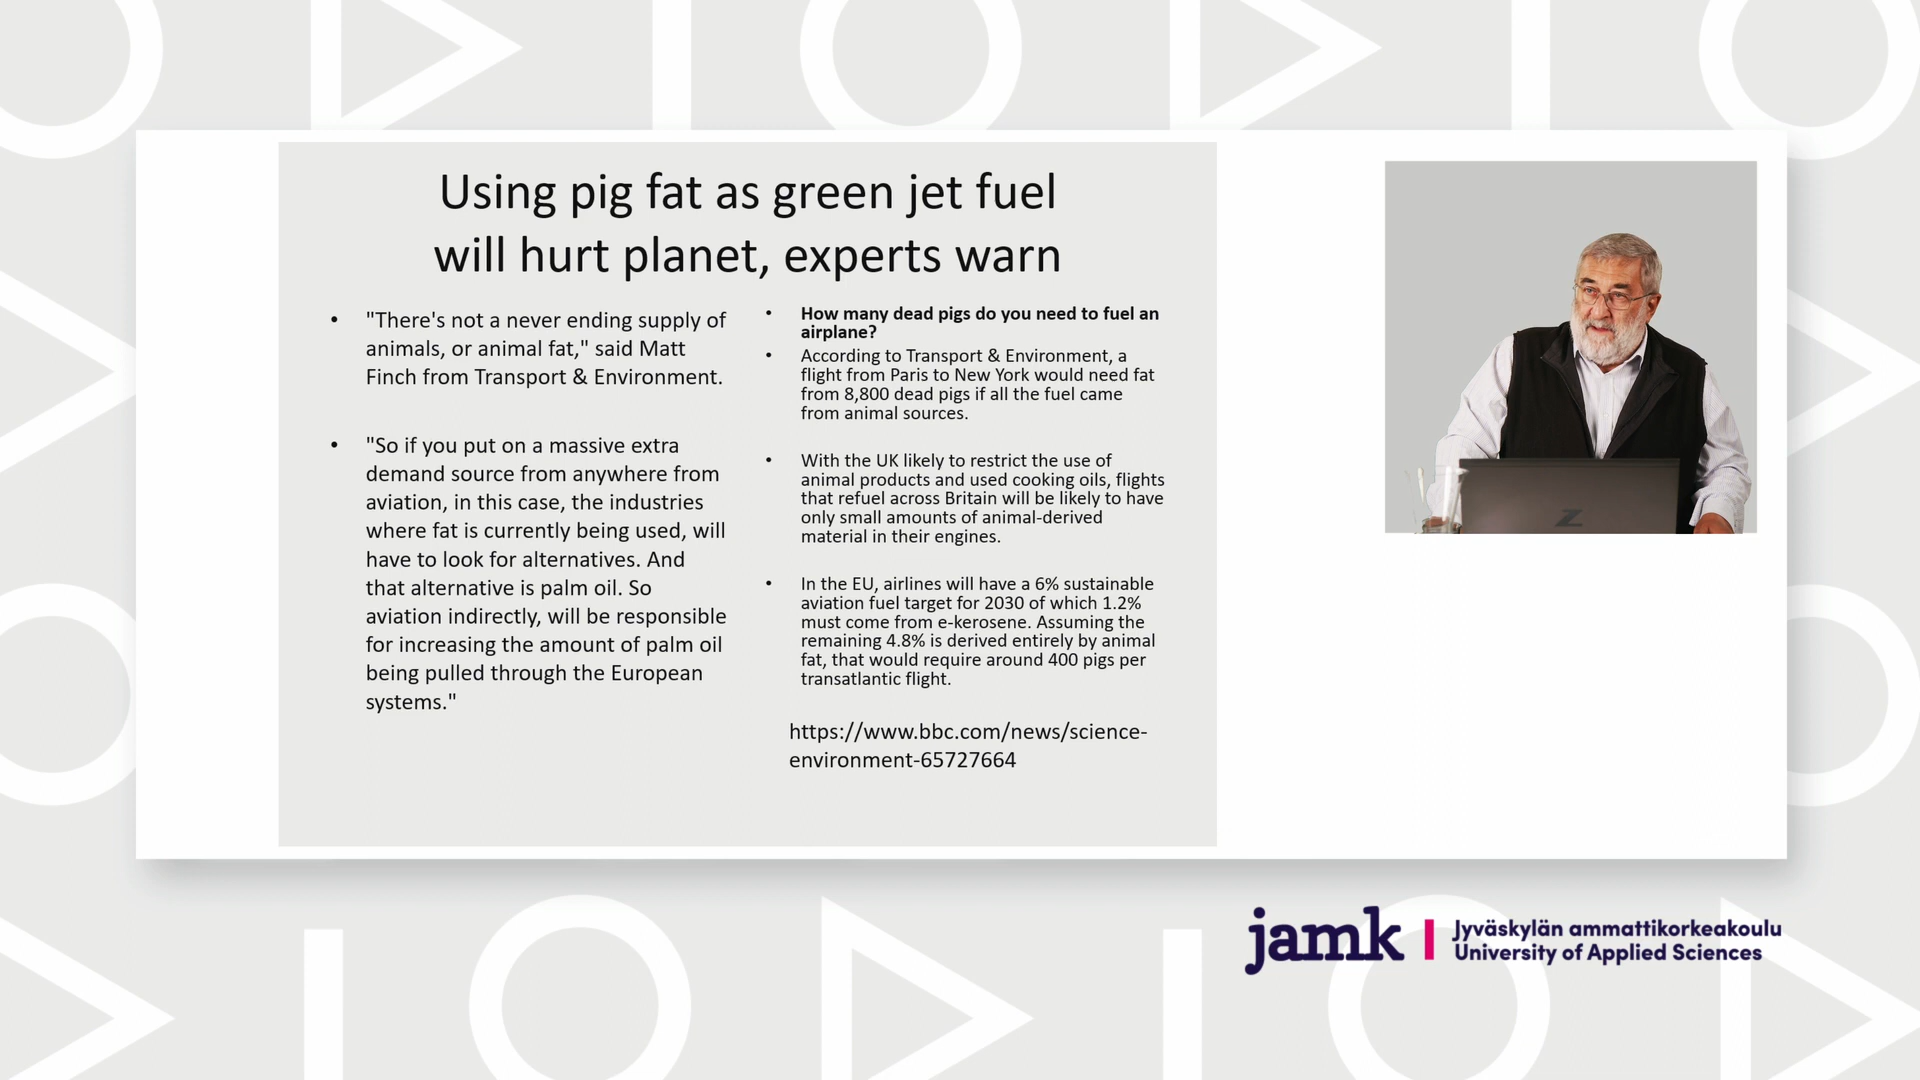 Using pig fat as green jet fuel
will hurt planet, experts warn
• "There's not a never ending supply of
animals, or animal fat," said Matt
Finch from Transport & Environment.
• "So if you put on a massive extra
demand source from anywhere from
aviation, in this case, the industries
where fat is currently being used, will
have to look for alternatives. And
that alternative is palm oil. So
aviation indirectly, will be responsible
for increasing the amount of palm oil
being pulled through the European
systems."
• How many dead pigs do you need to fuel an
airplane?
• According to Transport & Environment, a
flight from Paris to New York would need fat
from 8,800 dead pigs if all the fuel came
from animal sources.
• With the UK likely to restrict the use of
animal products and used cooking oils, flights
that refuel across Britain will be likely to have
only small amounts of animal-derived
material in their engines.
• In the EU, airlines will have a 6% sustainable
aviation fuel target for 2030 of which 1.2%
must come from e-kerosene. Assuming the
remaining 4.8% is derived entirely by animal
fat, that would require around 400 pigs per
transatlantic flight.
https://www.bbc.com/news/science-
environment-65727664
Z
jamk
Jyväskylän ammattikorkeakoulu
University of Applied Sciences